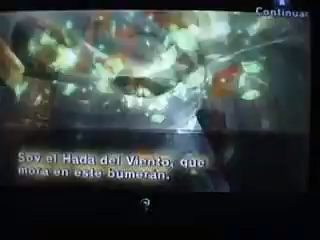 Continuar
Soy el Hada del Viento, que
mora en este bumerán.